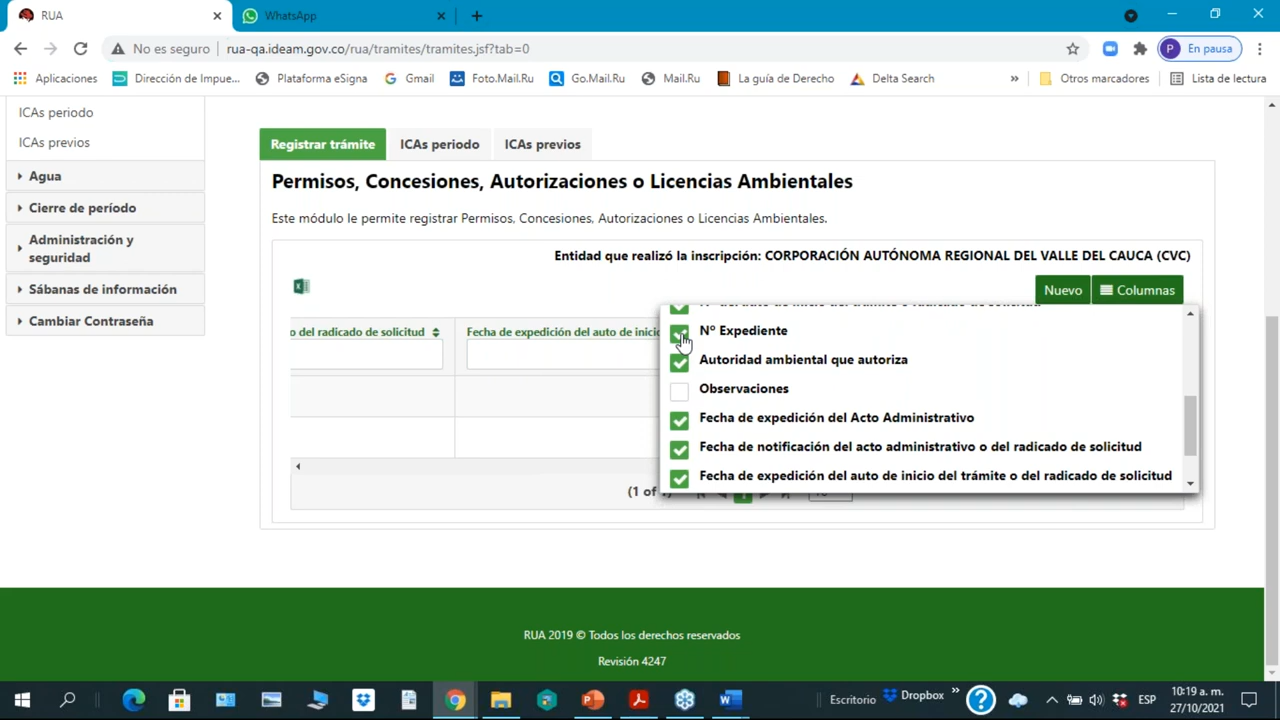 RUA
WhatsApp
No es seguro
rua-qa.ideam.gov.co/rua/tramites/tramites.jsf?tab=0
P En pausa
Aplicaciones
Dirección de Impue...
Plataforma eSigna
Gmail
Foto.Mail.Ru
Go.Mail.Ru
Mail.Ru
La guía de Derecho
Delta Search
»
Otros marcadores
Lista de lectura
ICAs periodo
ICAs previos
Agua
Cierre de período
Administración y
seguridad
Sábanas de información
Cambiar Contraseña
Registrar trámite
ICAs periodo
ICAs previos
Permisos, Concesiones, Autorizaciones o Licencias Ambientales
Este módulo le permite registrar Permisos, Concesiones, Autorizaciones o Licencias Ambientales.
Entidad que realizó la inscripción: CORPORACIÓN AUTÓNOMA REGIONAL DEL VALLE DEL CAUCA (CVC)
Nuevo
Columnas
o del radicado de solicitud
Fecha de expedición del auto de inicio
Nº Expediente
Autoridad ambiental que autoriza
Observaciones
Fecha de expedición del Acto Administrativo
Fecha de notificación del acto administrativo o del radicado de solicitud
Fecha de expedición del auto de inicio del trámite o del radicado de solicitud
(1 of
RUA 2019 © Todos los derechos reservados
Revisión 4247
Escritorio
Dropbox
»
ESP
10:19 a. m.
27/10/2021